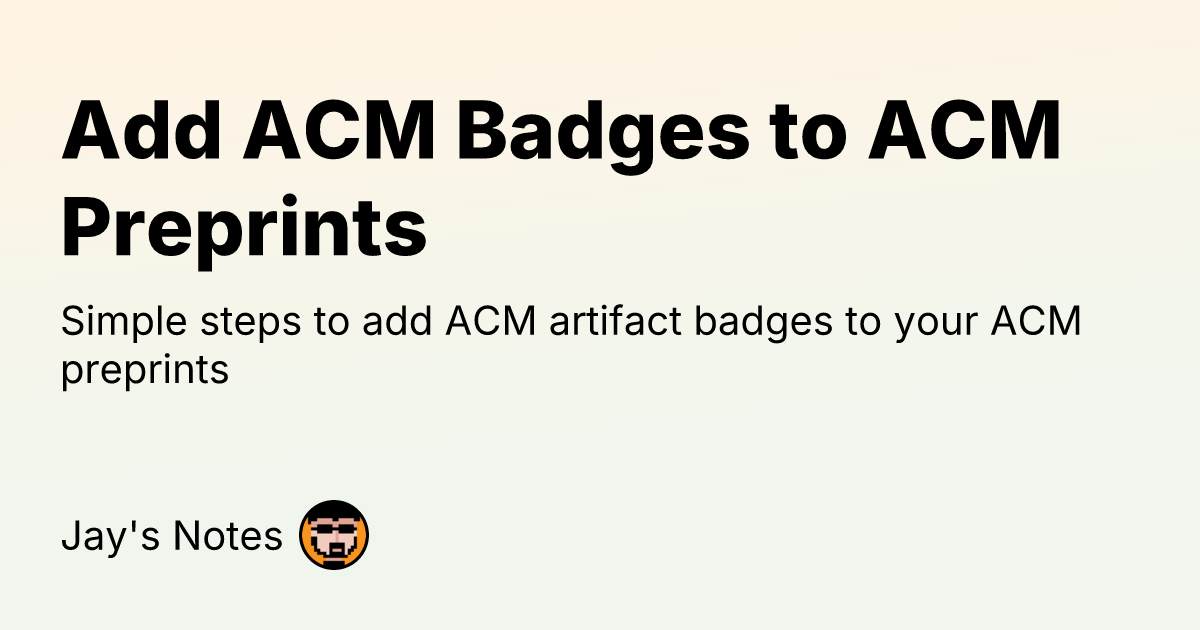 Add ACM Badges to ACM
Preprints
Simple steps to add ACM artifact badges to your ACM
preprints
Jay's Notes